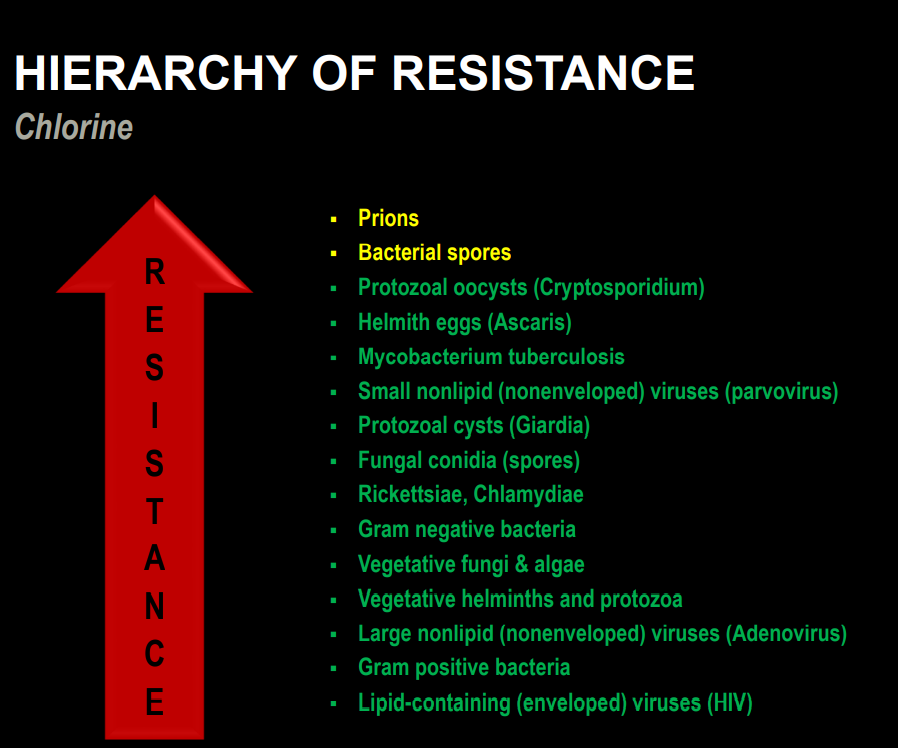 HIERARCHY OF RESISTANCE
Chlorine
RESISTANCE
▪ Prions
▪ Bacterial spores
▪ Protozoal oocysts (Cryptosporidium)
▪ Helmith eggs (Ascaris)
▪ Mycobacterium tuberculosis
▪ Small nonlipid (nonenveloped) viruses (parvovirus)
▪ Protozoal cysts (Giardia)
▪ Fungal conidia (spores)
▪ Rickettsiae, Chlamydiae
▪ Gram negative bacteria
▪ Vegetative fungi & algae
▪ Vegetative helminths and protozoa
▪ Large nonlipid (nonenveloped) viruses (Adenovirus)
▪ Gram positive bacteria
▪ Lipid-containing (enveloped) viruses (HIV)